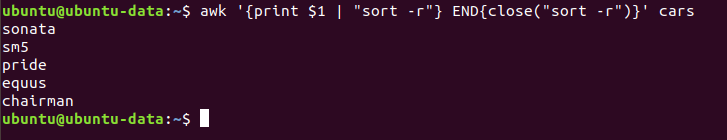 ubuntu@ubuntu-data:~$ awk '{print $1 | "sort -r"} END{close("sort -r")}' cars
sonata
sm5
pride
equus
chairman
ubuntu@ubuntu-data:~$